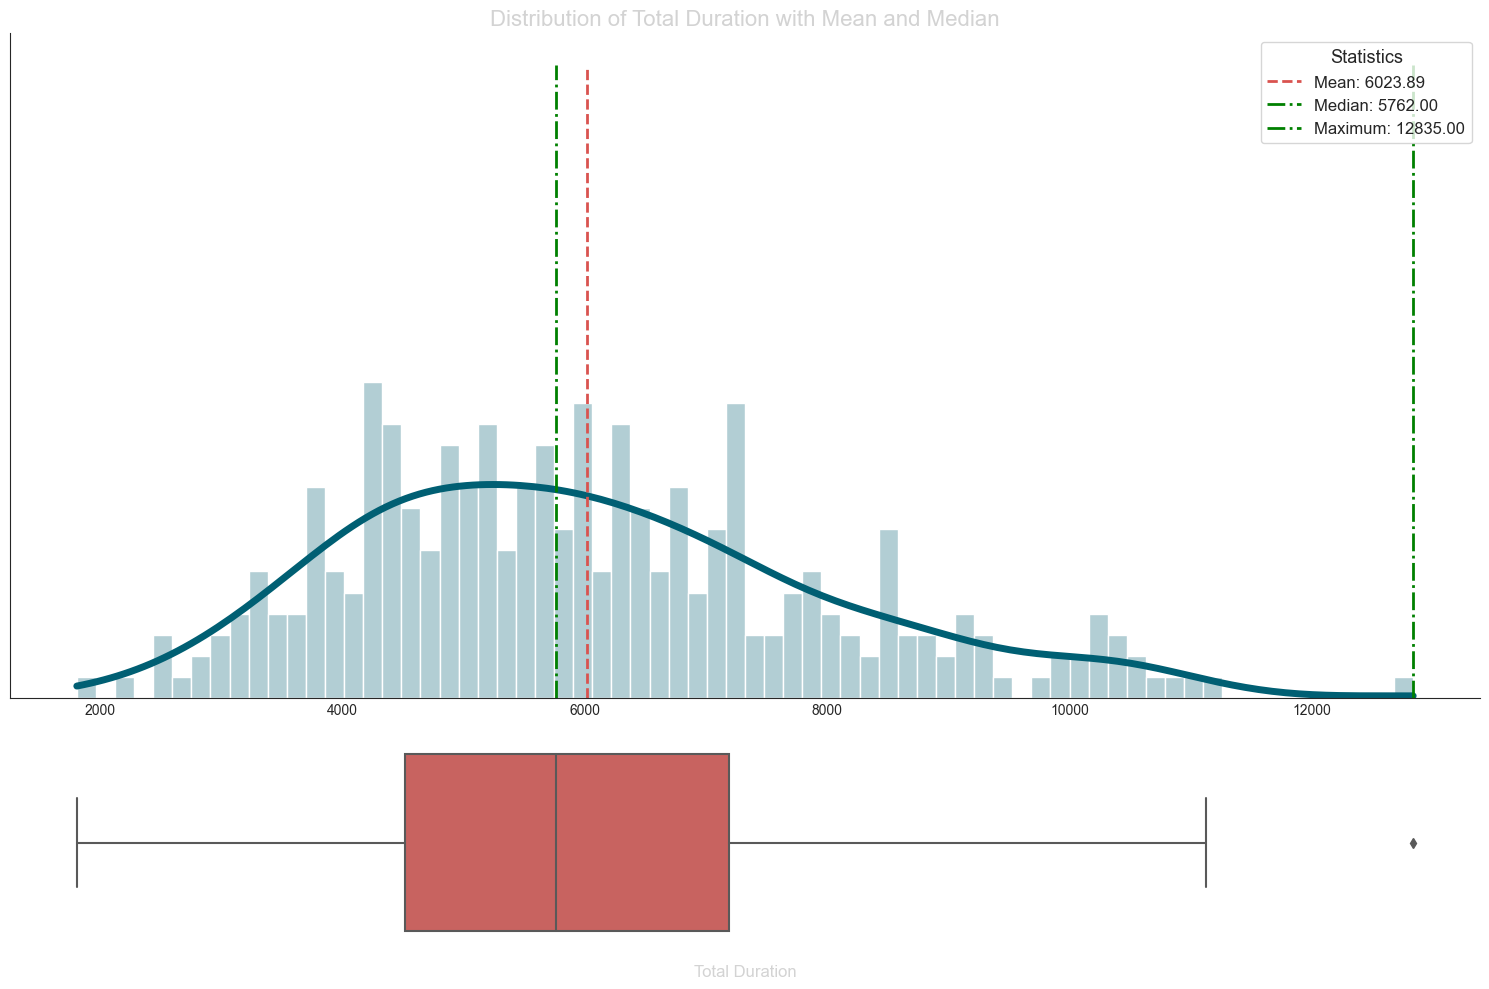 Distribution of Total Duration with Mean and Median
Statistics
Mean: 6023.89
Median: 5762.00
Maximum: 12835.00
2000 4000 6000 8000 10000 12000
Total Duration